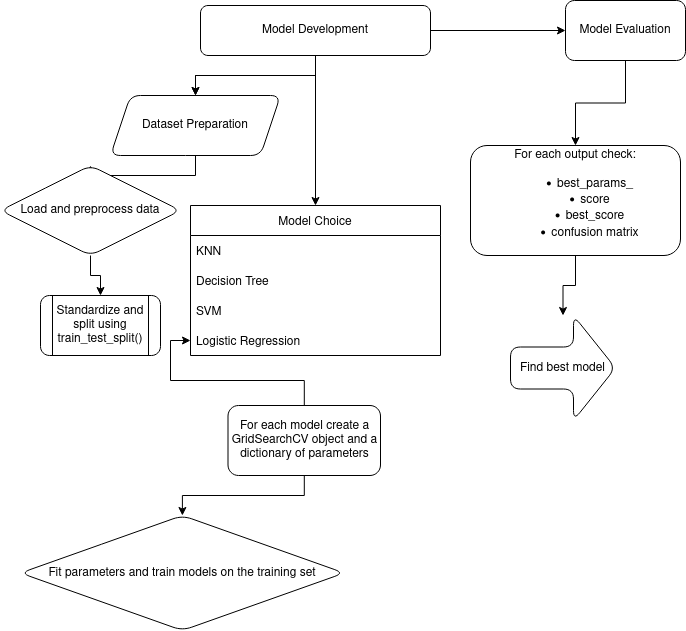 Model Development
Model Evaluation
Dataset Preparation
For each output check:
• best_params_
• score
• best_score
• confusion matrix
Load and preprocess data
Model Choice
KNN
Decision Tree
SVM
Logistic Regression
Standardize and
split using
train_test_split()
Find best model
For each model create a
GridSearchCV object and a
dictionary of parameters
Fit parameters and train models on the training set